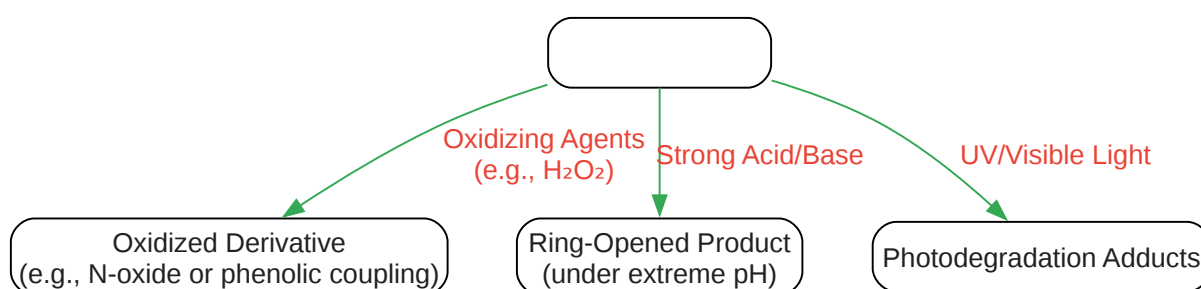 Oxidizing Agents
(e.g., H₂O₂)
Strong Acid/Base
UV/Visible Light
Oxidized Derivative
(e.g., N-oxide or phenolic coupling)
Ring-Opened Product
(under extreme pH)
Photodegradation Adducts